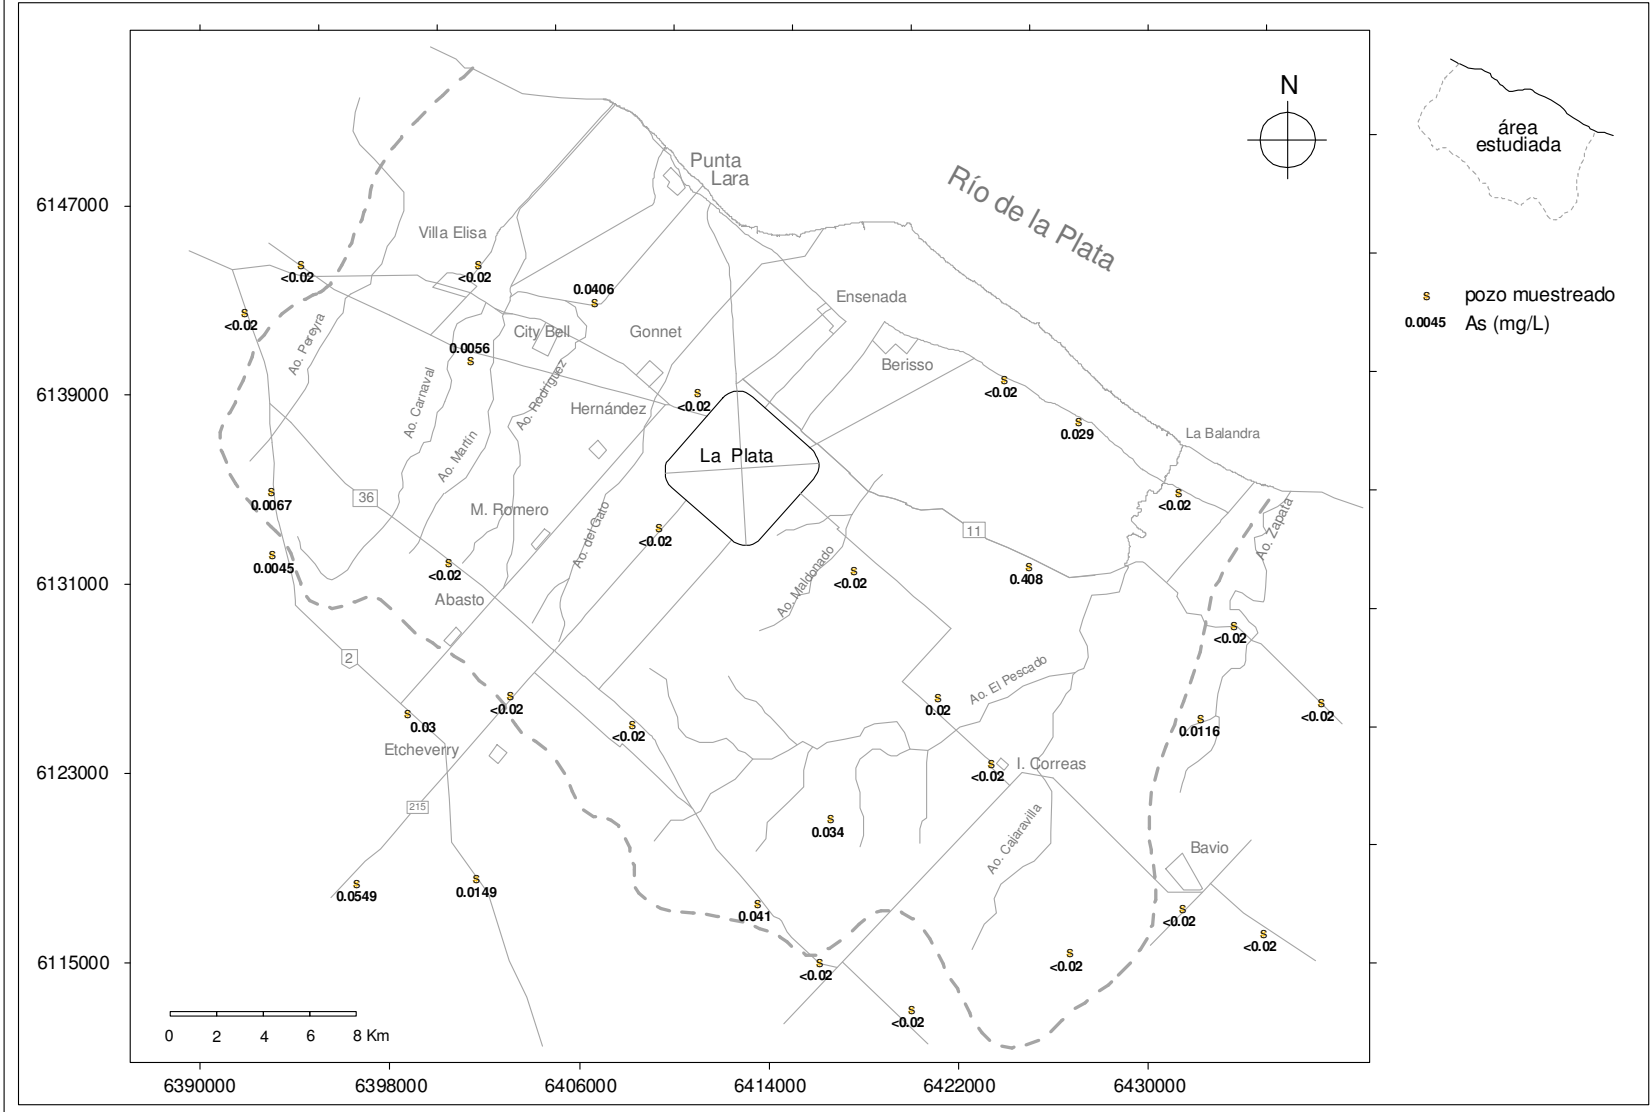 N
Punta
Lara
Río de la Plata
área
estudiada
6147000
Villa Elisa
s
<0.02
s
<0.02
0.0406
s
Ensenada
s
pozo muestreado
0.0045
As (mg/L)
s
<0.02
Ao. Pereyra
City Bell
Gonnet
0.0056
s
Berisso
6139000
Ao. Carnaval
Ao. Rodríguez
Hernández
s
<0.02
s
<0.02
s
0.029
La Balandra
Ao. Martín
La Plata
s
0.0067
36
M. Romero
Ao. del Gato
s
<0.02
11
s
<0.02
Ao. Zapata
s
0.0045
6131000
s
<0.02
Abasto
Ao. Maldonado
s
<0.02
s
0.408
s
<0.02
2
Ao. El Pescado
s
0.03
s
<0.02
s
<0.02
s
0.02
s
0.0116
s
<0.02
Etcheverry
6123000
s
<0.02
I. Correas
215
s
0.034
Ao. Cajaravilla
Bavio
s
0.0549
s
0.0149
s
0.041
s
<0.02
s
<0.02
6115000
s
<0.02
s
<0.02
s
<0.02
0 2 4 6 8 Km
6390000 6398000 6406000 6414000 6422000 6430000